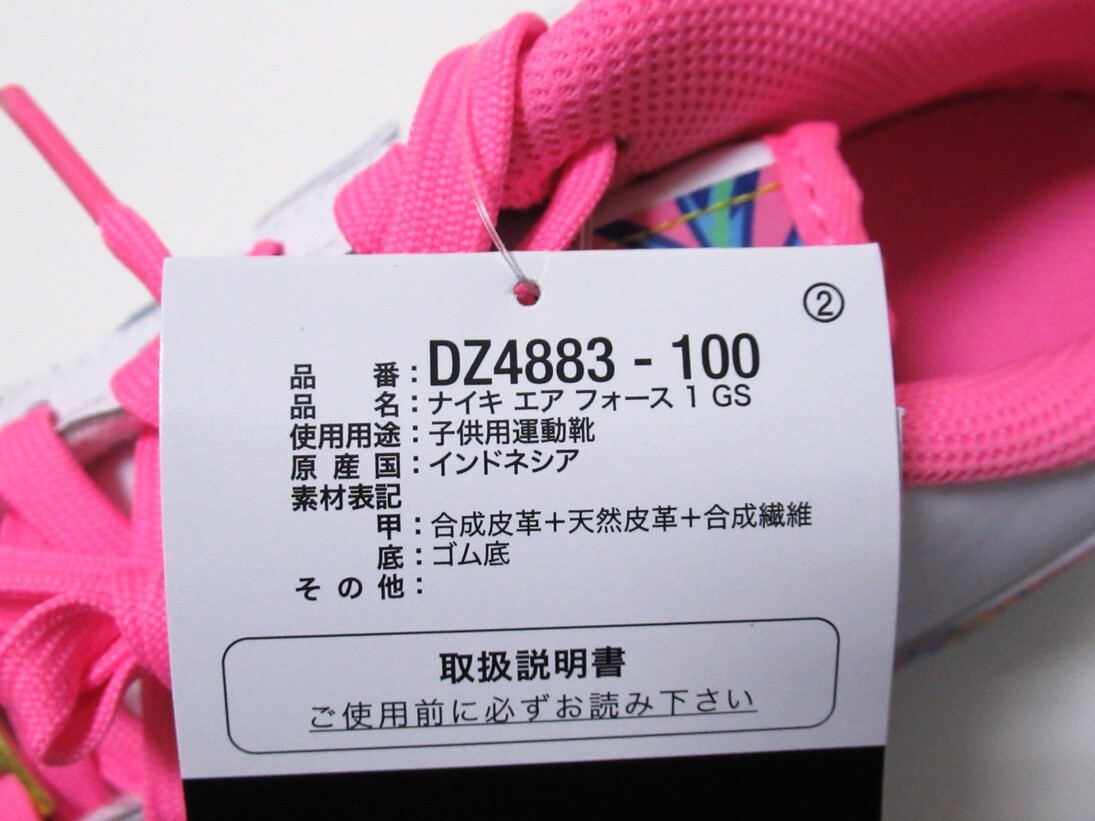 ②
品番：DZ4883 - 100
品名：ナイキ エア フォース 1 GS
使用用途：子供用運動靴
原産国：インドネシア
素材表記
甲：合成皮革＋天然皮革＋合成繊維
底：ゴム底
その他：
取扱説明書
ご使用前に必ずお読み下さい